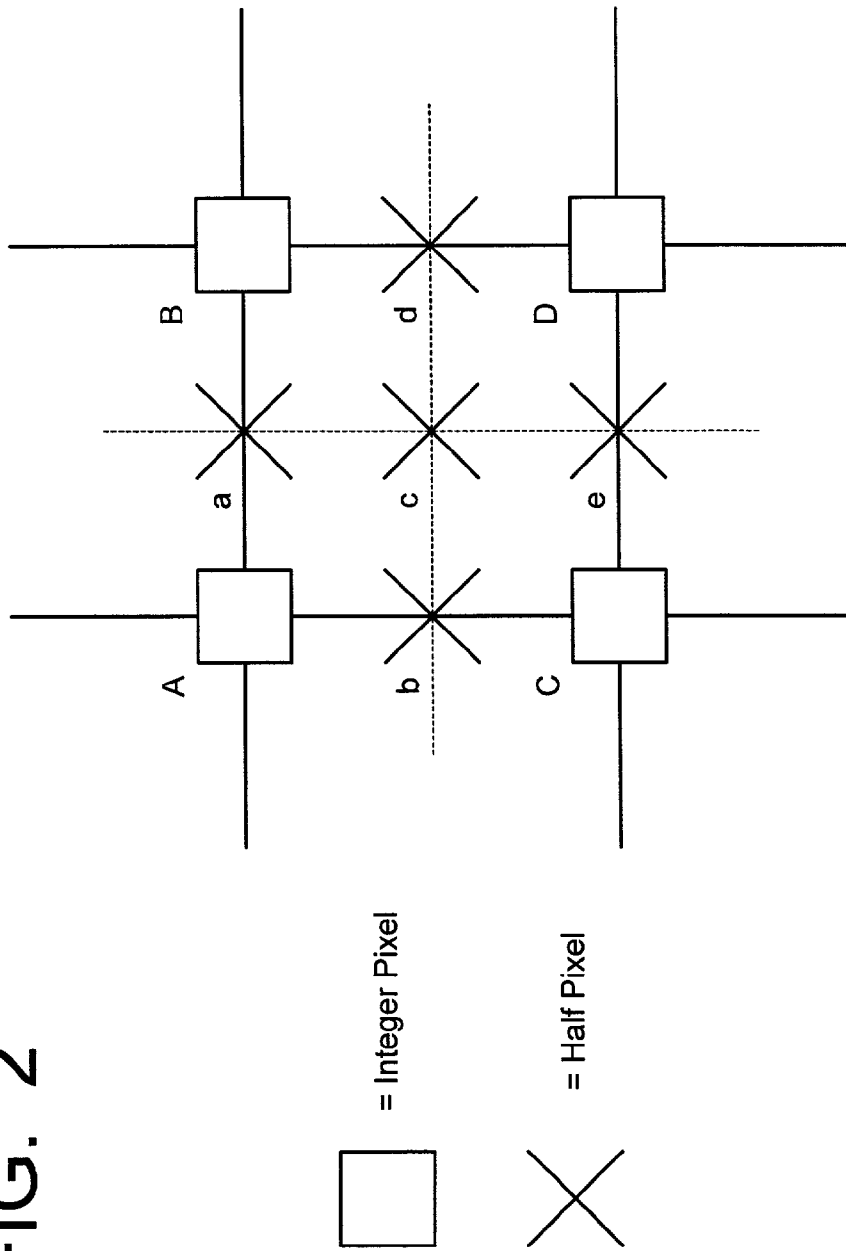 FIG. 2
A
B
a
= Integer Pixel
b
c
d
C
D
= Half Pixel
e